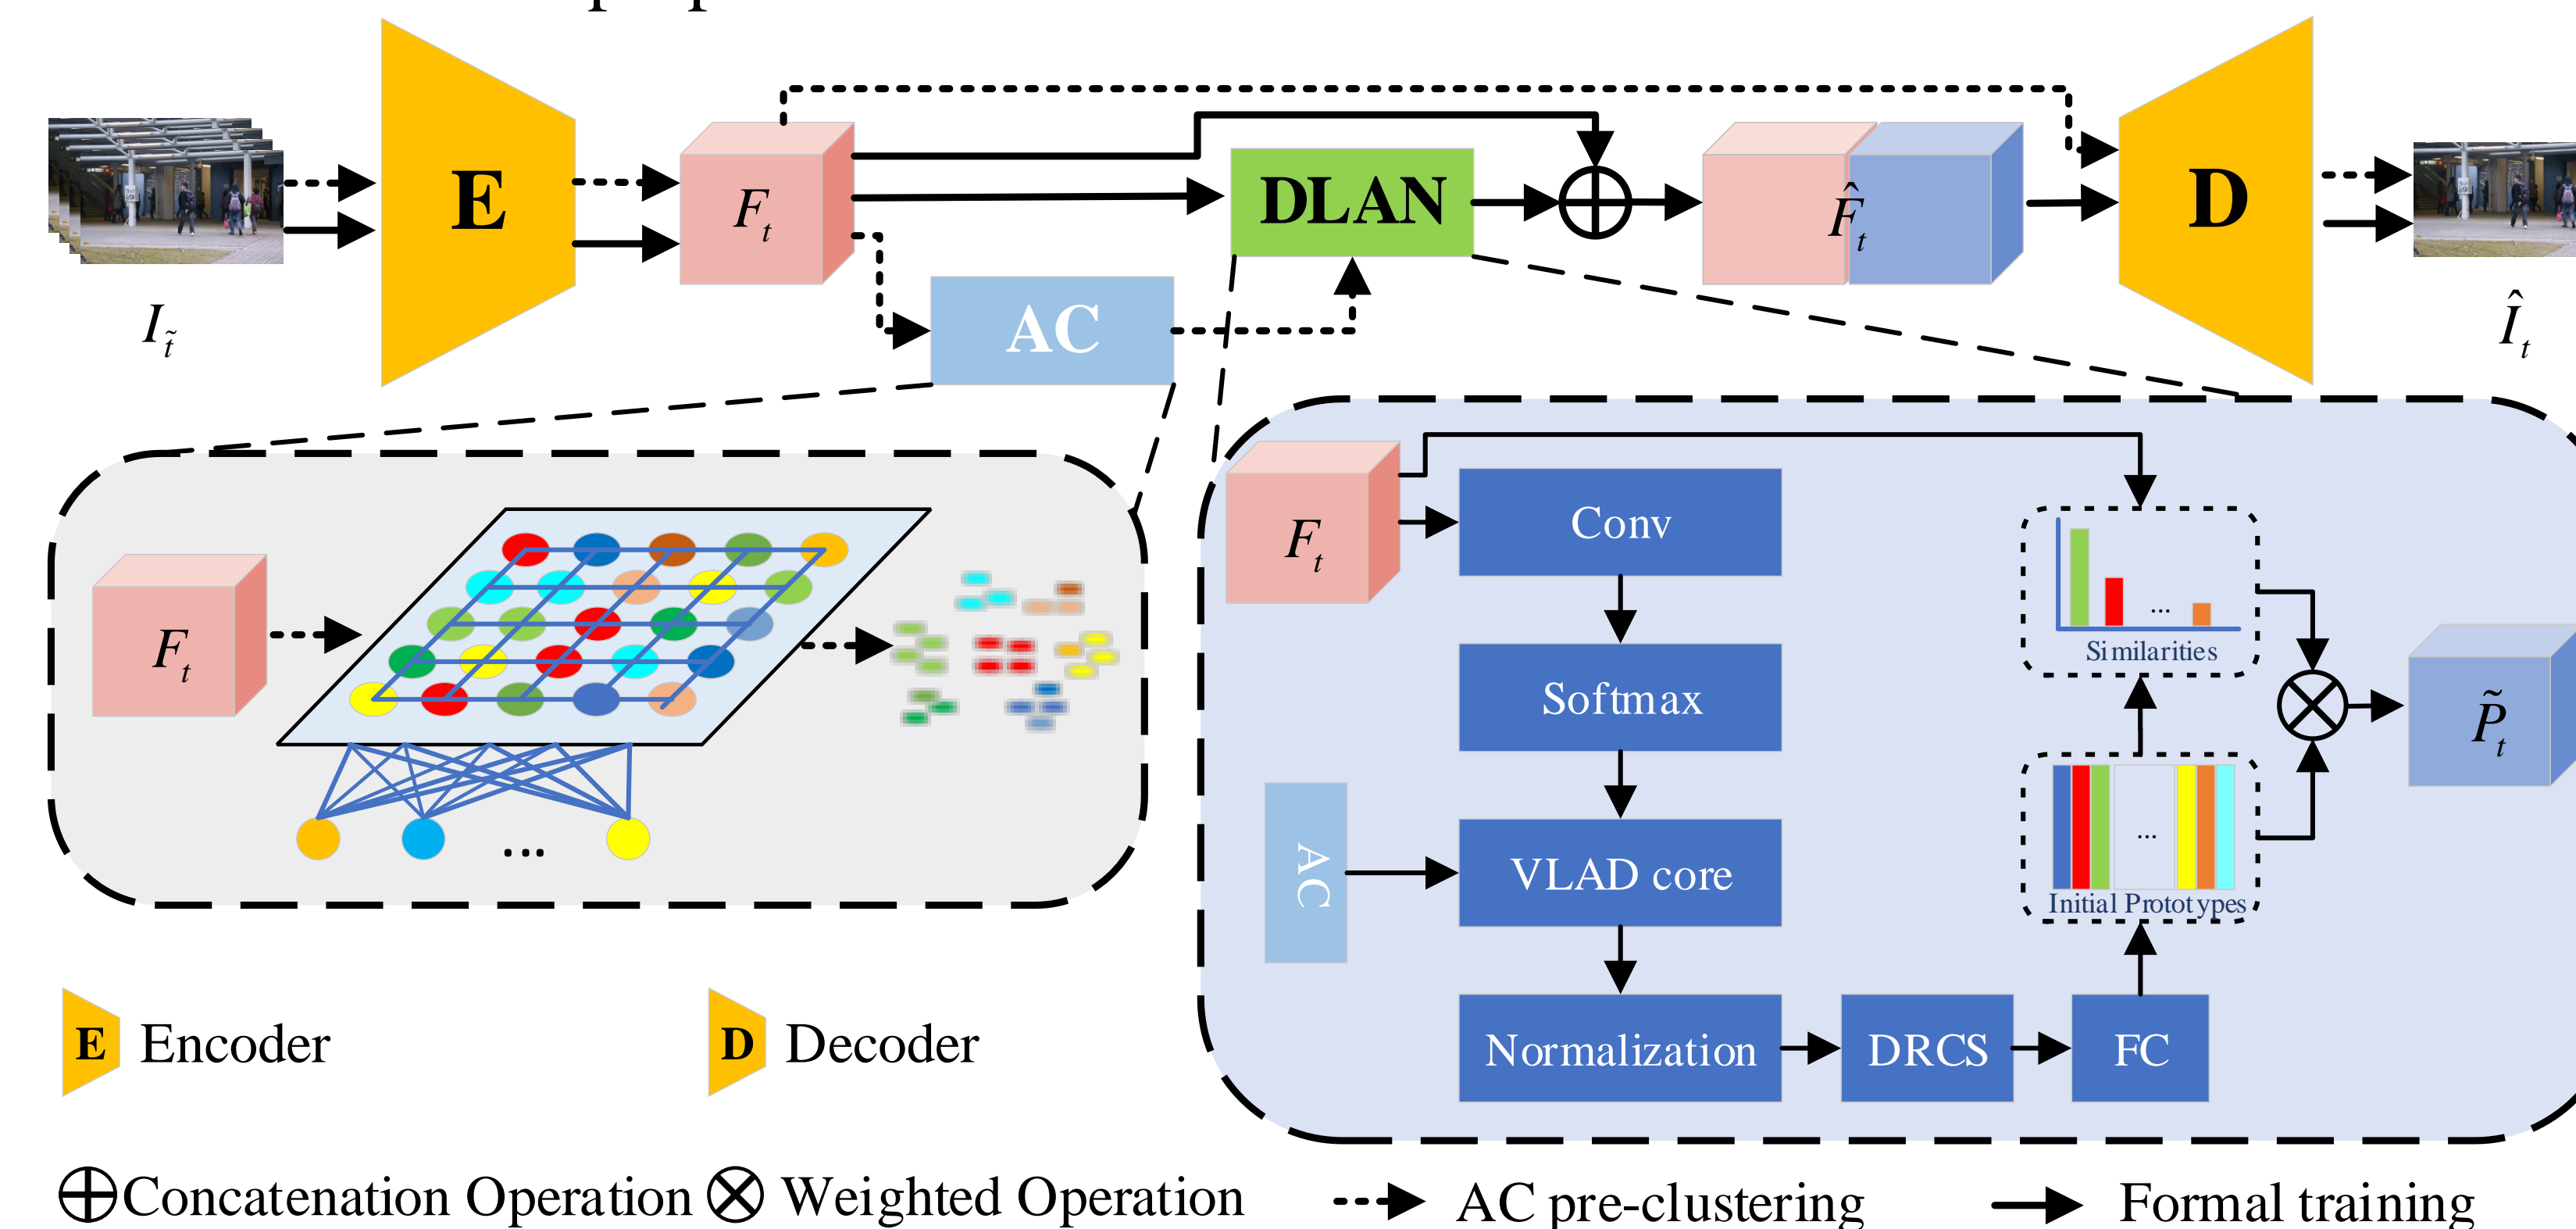 E
F_t
DLAN
F̂_t
D
I_t̃
AC
Î_t
F_t
F_t
Conv
Softmax
VLAD core
AC
Normalization
DRCS
FC
...
Similarities
...
Initial Prototypes
P̃_t
...
E Encoder
D Decoder
Concatenation Operation
Weighted Operation
AC pre-clustering
Formal training